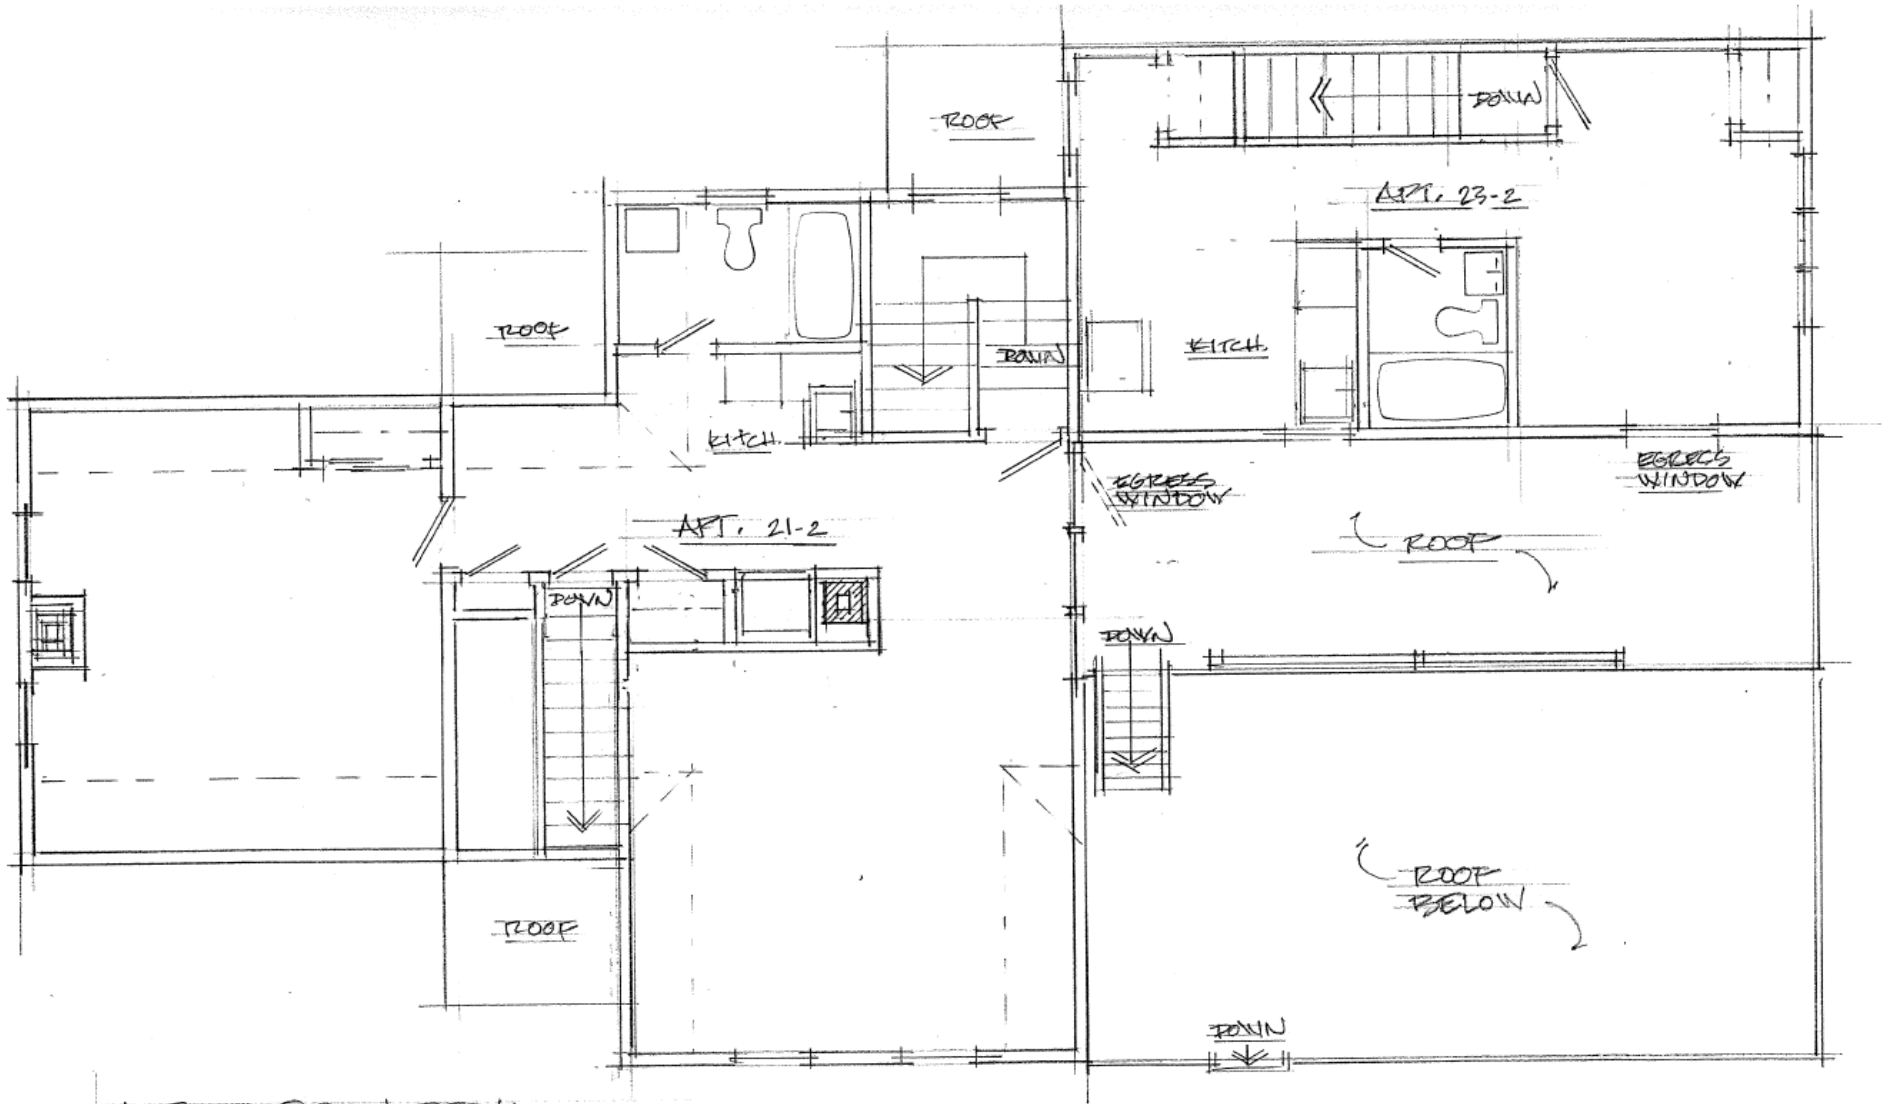 ROOF
DOWN
APT. 23-2
ROOF
DOWN
KITCH.
KITCH.
EGRESS
WINDOW
EGRESS
WINDOW
APT. 21-2
ROOF
DOWN
DOWN
ROOF
BELOW
ROOF
DOWN